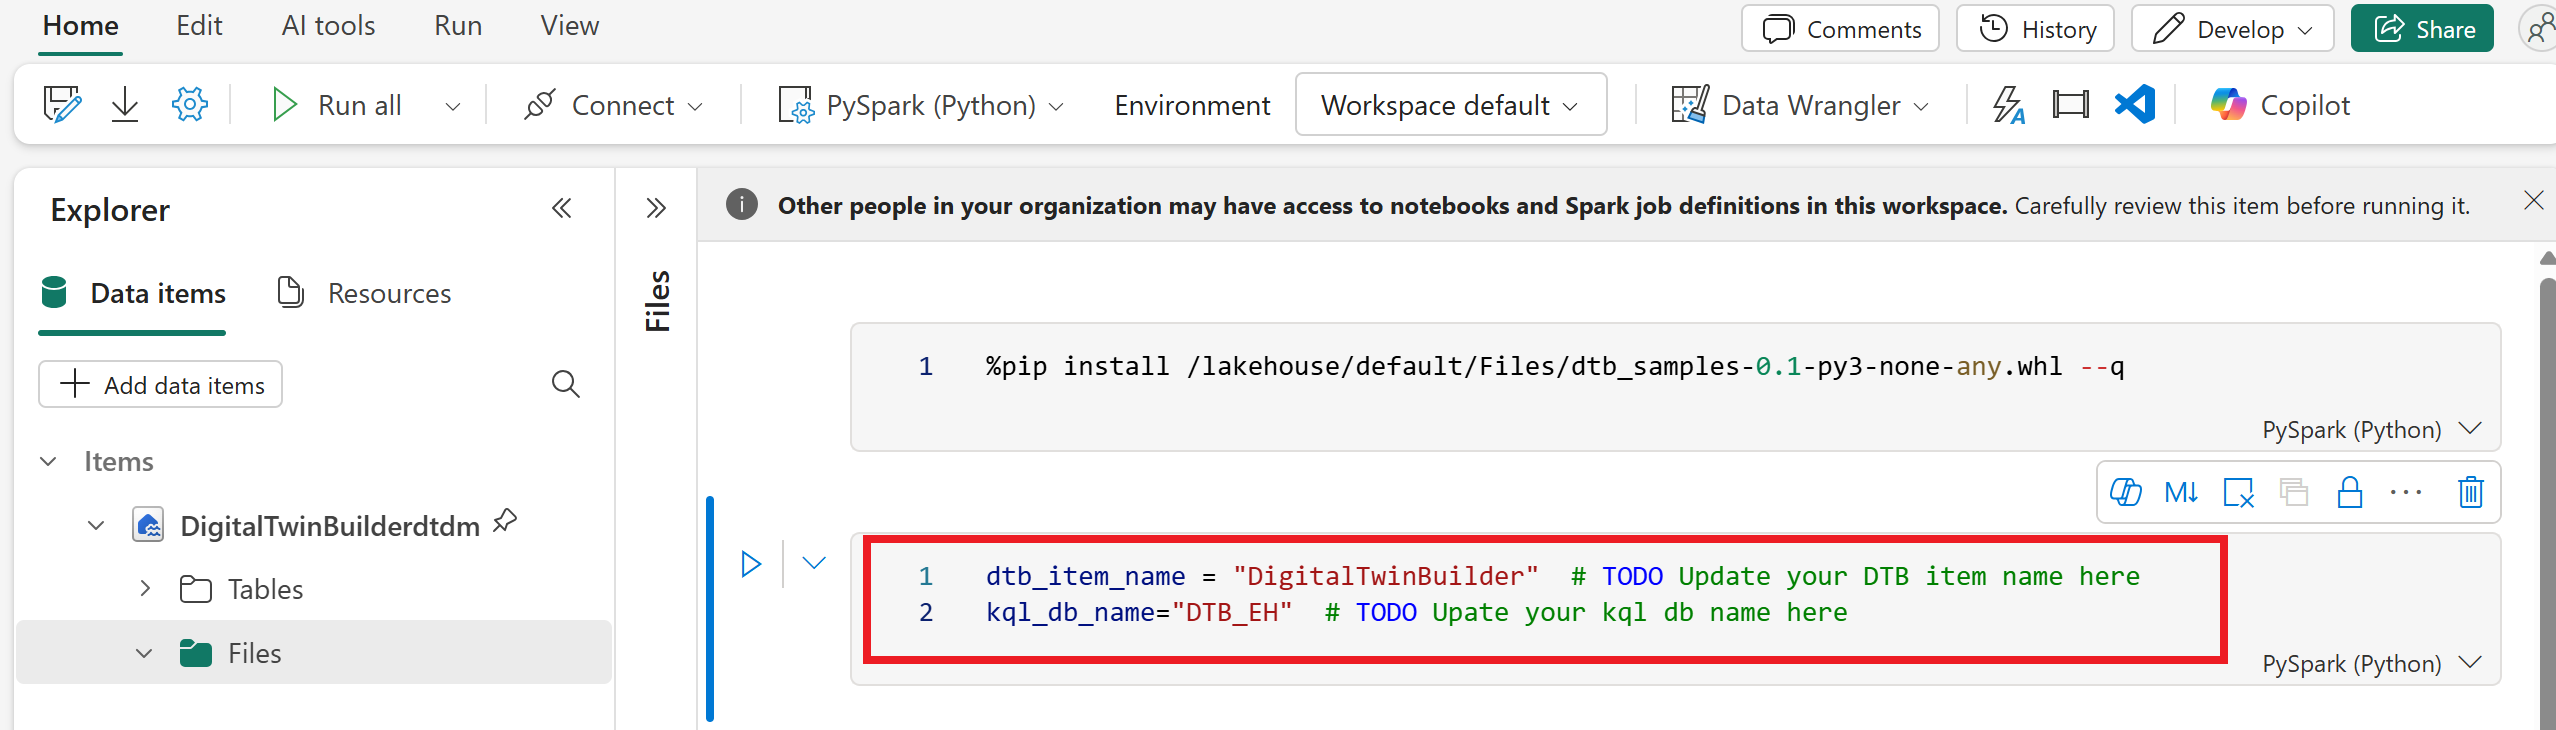 Home Edit AI tools Run View Comments History Develop Share
Run all Connect PySpark (Python) Environment Workspace default Data Wrangler Copilot
Explorer
Data items Resources
Add data items
Items
DigitalTwinBuilderdtdm
Tables
Files
Files
Other people in your organization may have access to notebooks and Spark job definitions in this workspace. Carefully review this item before running it.
1 %pip install /lakehouse/default/Files/dtb_samples-0.1-py3-none-any.whl --q
PySpark (Python)
M↓ ···
1 dtb_item_name = "DigitalTwinBuilder"  # TODO Update your DTB item name here
2 kql_db_name="DTB_EH"  # TODO Upate your kql db name here
PySpark (Python)